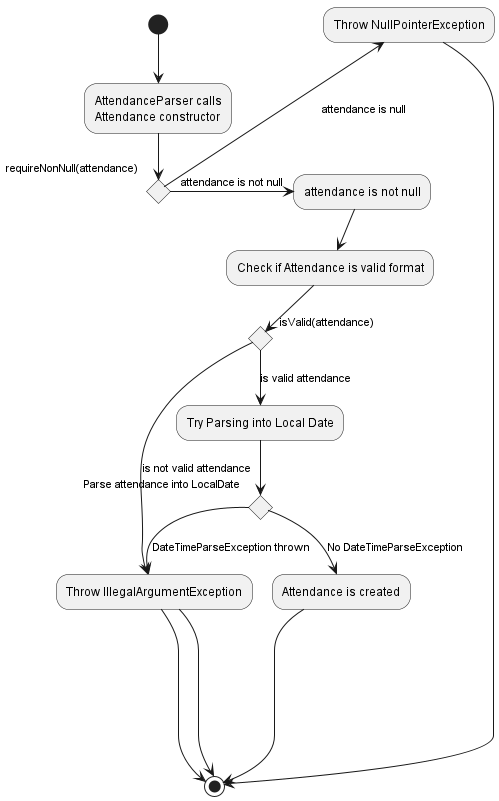 Throw NullPointerException
AttendanceParser calls
Attendance constructor
attendance is null
requireNonNull(attendance)
attendance is not null
attendance is not null
Check if Attendance is valid format
isValid(attendance)
is valid attendance
Try Parsing into Local Date
is not valid attendance
Parse attendance into LocalDate
DateTimeParseException thrown
No DateTimeParseException
Throw IllegalArgumentException
Attendance is created